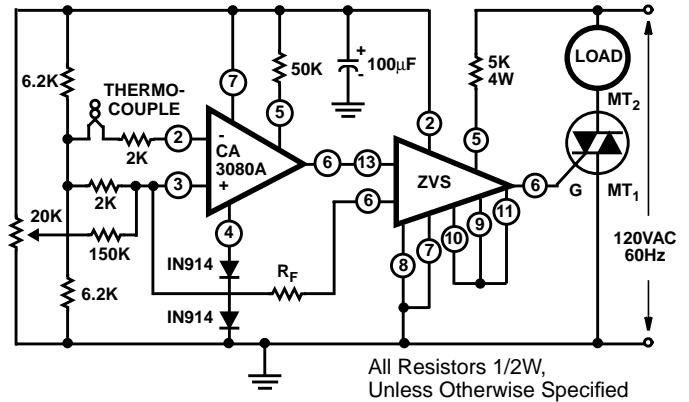 6.2K
THERMO-
COUPLE
2K
2
-
7
50K
5
+
-
100μF
CA
3080A
2K
3
+
20K
150K
6.2K
4
IN914
IN914
RF
6
13
6
2
ZVS
5K
4W
5
8
7
10
9
11
6
G
LOAD
MT2
MT1
120VAC
60Hz
All Resistors 1/2W,
Unless Otherwise Specified